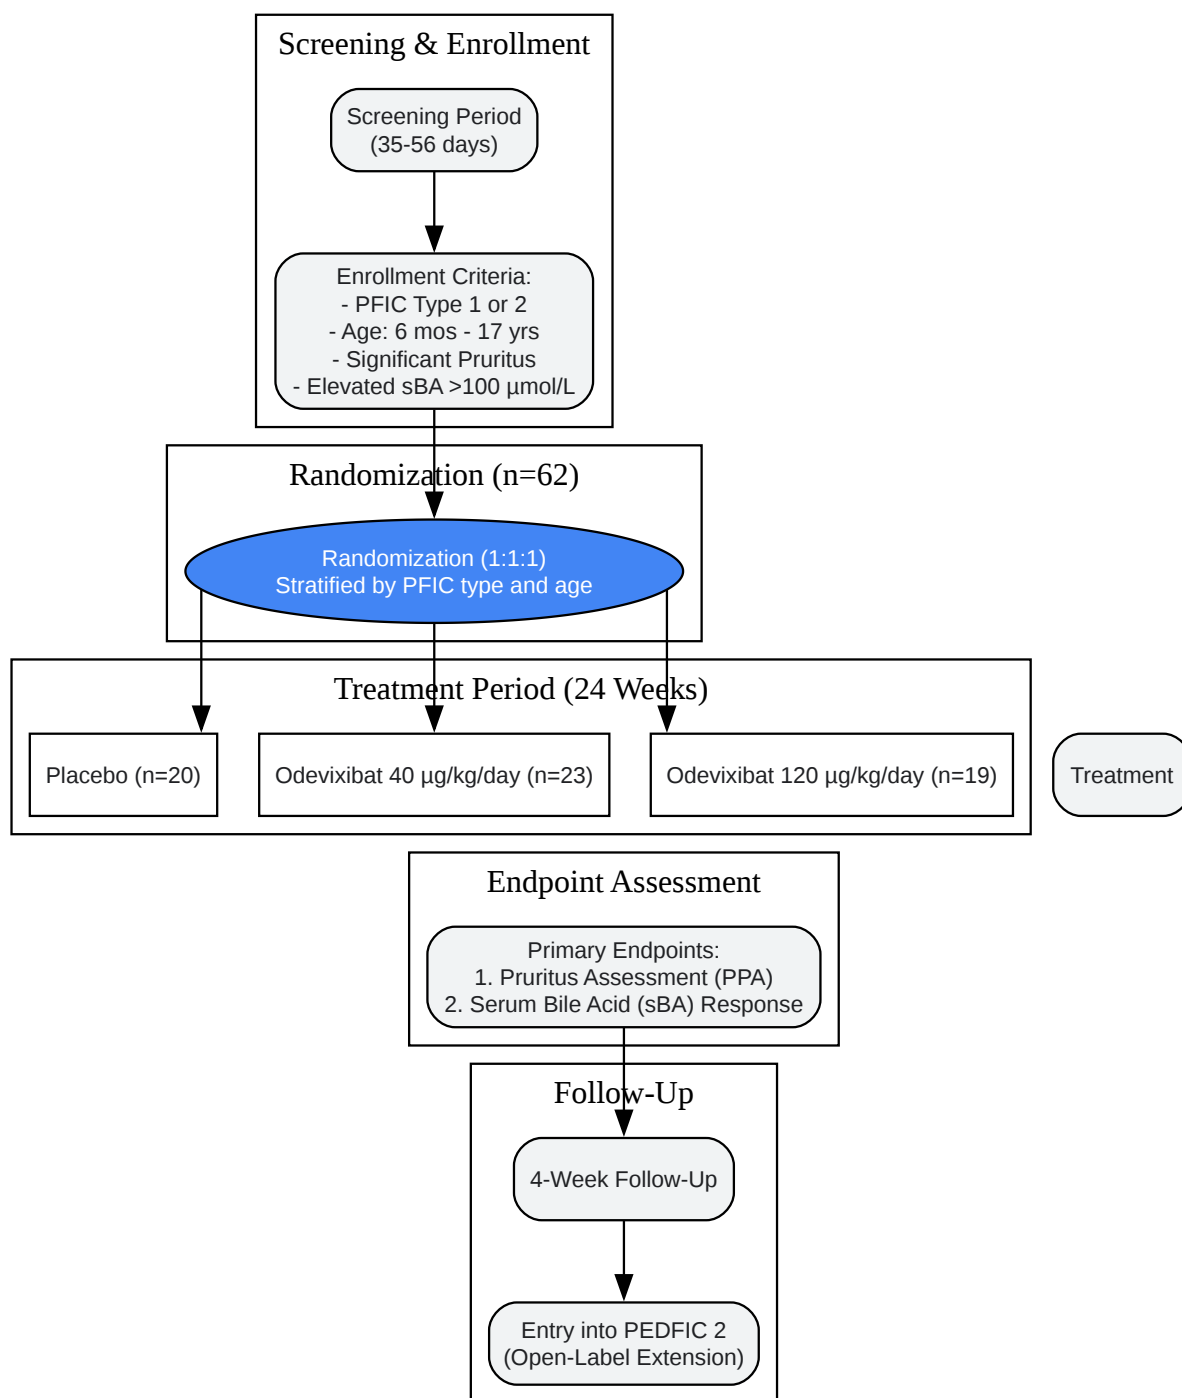 Screening & Enrollment
Screening Period
(35-56 days)
Enrollment Criteria:
- PFIC Type 1 or 2
- Age: 6 mos - 17 yrs
- Significant Pruritus
- Elevated sBA >100 µmol/L
Randomization (n=62)
Randomization (1:1:1)
Stratified by PFIC type and age
Treatment Period (24 Weeks)
Placebo (n=20)
Odevixibat 40 µg/kg/day (n=23)
Odevixibat 120 µg/kg/day (n=19)
Treatment
Endpoint Assessment
Primary Endpoints:
1. Pruritus Assessment (PPA)
2. Serum Bile Acid (sBA) Response
Follow-Up
4-Week Follow-Up
Entry into PEDFIC 2
(Open-Label Extension)